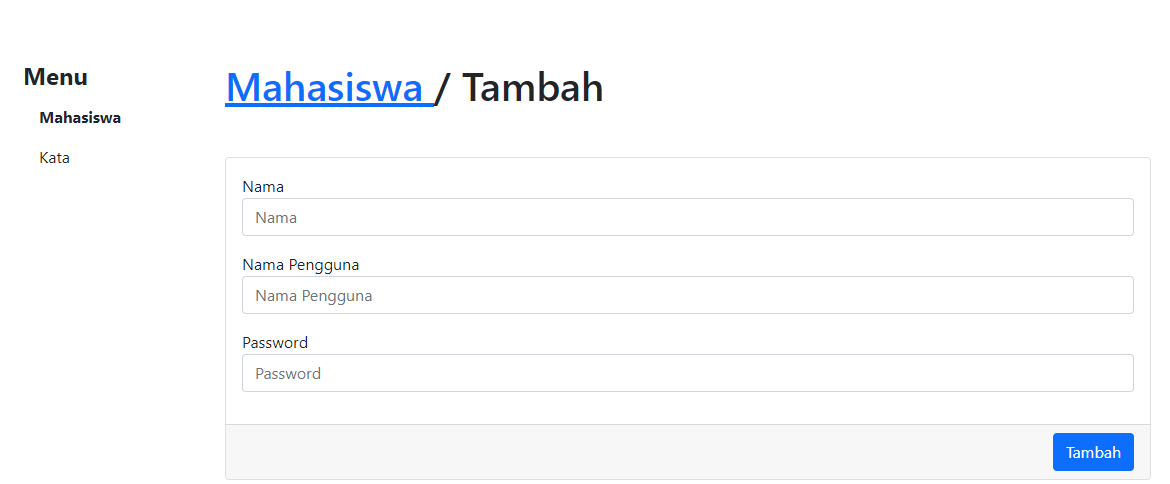 Menu
Mahasiswa
Kata
Mahasiswa / Tambah
Nama
Nama
Nama Pengguna
Nama Pengguna
Password
Password
Tambah